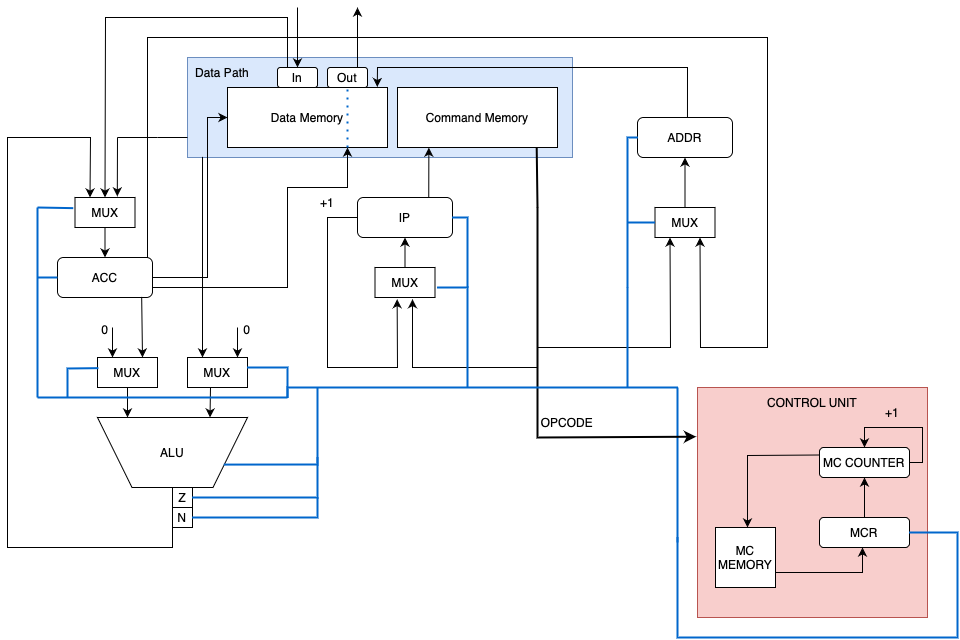 Data Path
In
Out
Data Memory
Command Memory
ADDR
MUX
+1
IP
MUX
ACC
MUX
0
0
MUX
MUX
MUX
OPCODE
CONTROL UNIT
+1
ALU
MC COUNTER
Z
N
MCR
MC
MEMORY